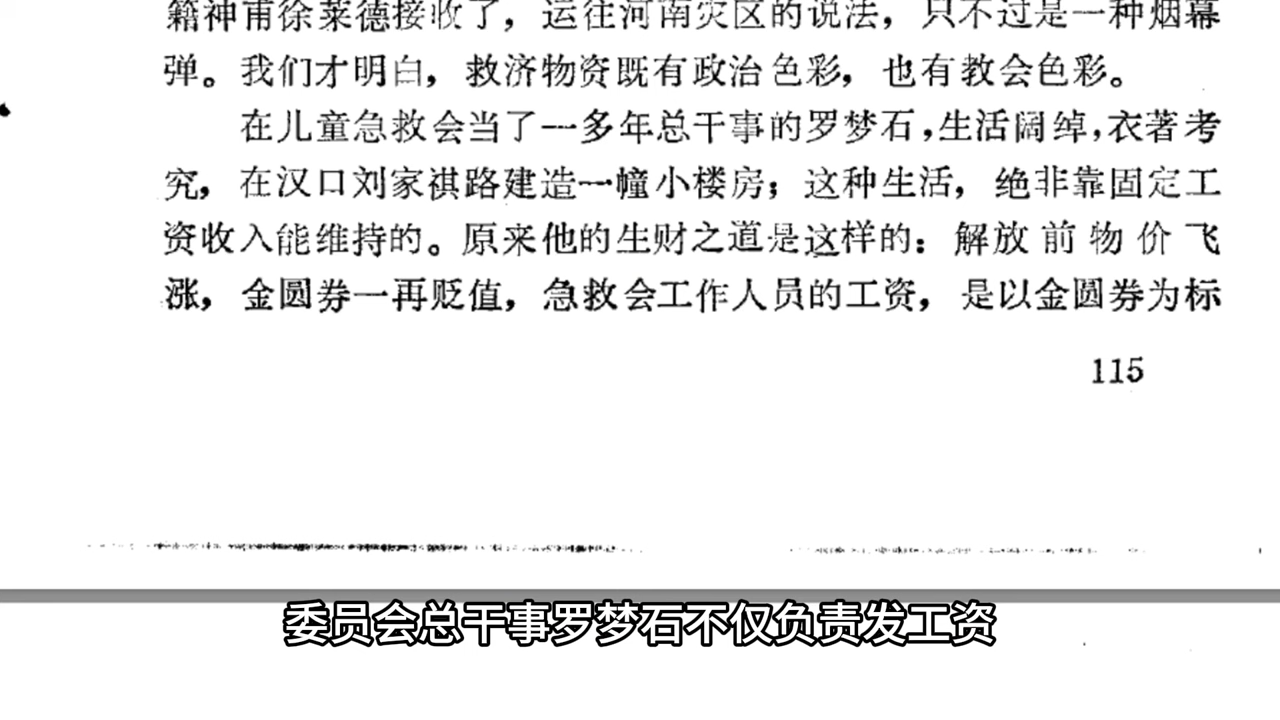 籍神甫徐莱德接收了，运往河南灾区的说法，只不过是一种烟幕
弹。我们才明白，救济物资既有政治色彩，也有教会色彩。
在儿童急救会当了一多年总干事的罗梦石，生活阔绰，衣著考
究，在汉口刘家祺路建造一幢小楼房；这种生活，绝非靠固定工
资收入能维持的。原来他的生财之道是这样的：解放前物价飞
涨，金圆券一再贬值，急救会工作人员的工资，是以金圆券为标
115
委员会总干事罗梦石不仅负责发工资